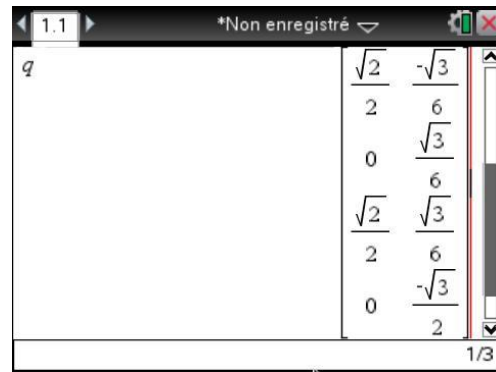 1.1 *Non enregistré
q
√2/2 -√3/6
0 √3/6
√2/2 √3/6
0 -√3/2
1/3